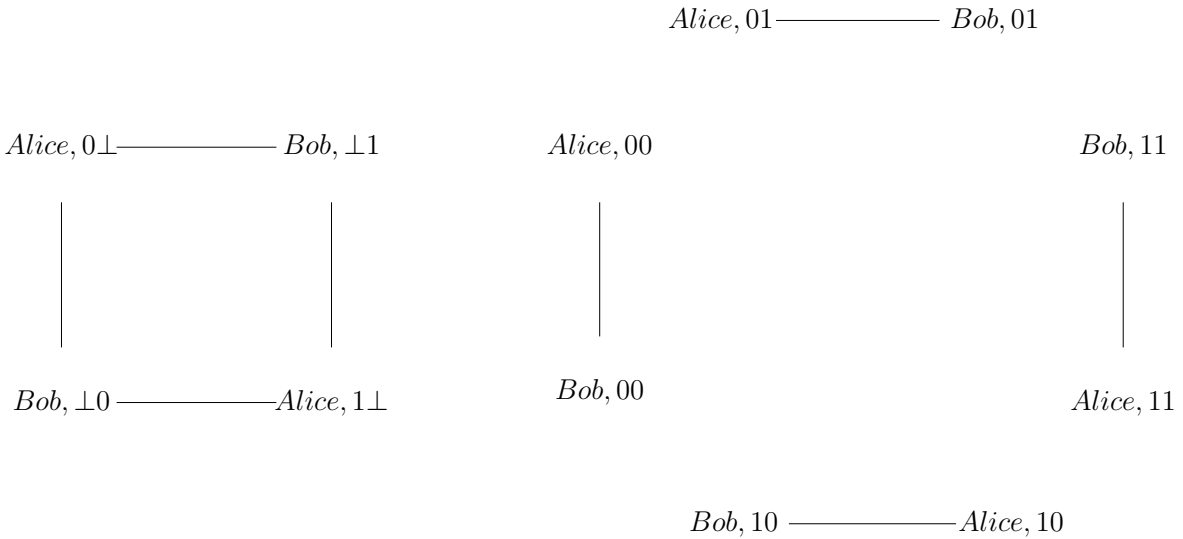 Alice, 01 Bob, 01
Alice, 0⊥ Bob, ⊥1 Alice, 00 Bob, 11
Bob, ⊥0 Alice, 1⊥ Bob, 00 Alice, 11
Bob, 10 Alice, 10